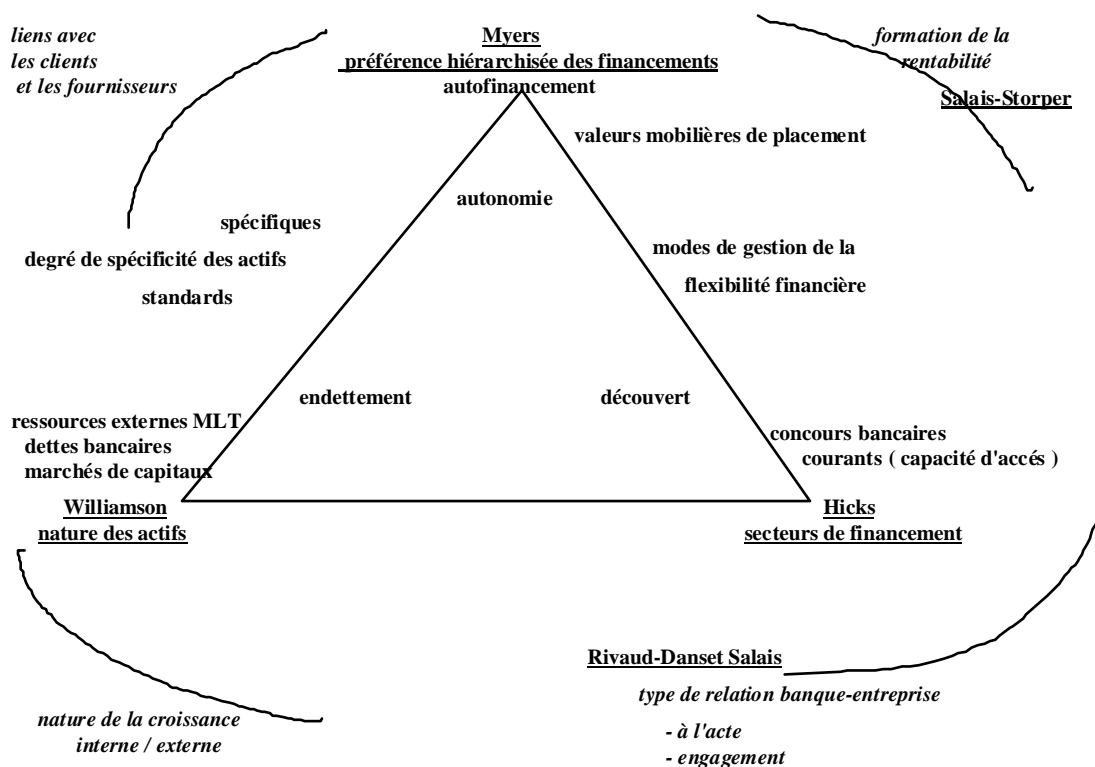 liens avec
les clients
et les fournisseurs
Myers
préférence hiérarchisée des financements
autofinancement
formation de la
rentabilité
Salais-Storper
valeurs mobilières de placement
autonomie
spécifiques
degré de spécificité des actifs
standards
modes de gestion de la
flexibilité financière
endettement
découvert
ressources externes MLT
dettes bancaires
marchés de capitaux
concours bancaires
courants ( capacité d'accés )
Williamson
nature des actifs
Hicks
secteurs de financement
Rivaud-Danset Salais
type de relation banque-entreprise
- à l'acte
- engagement
nature de la croissance
interne / externe